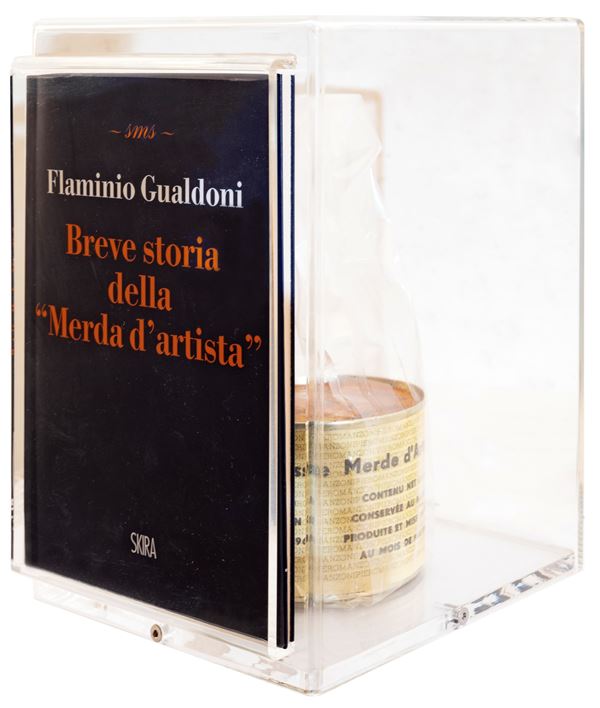 ~ sms ~
Flaminio Gualdoni
Breve storia
della
“Merda d’artista”
SKIRA
Merde d'A
CONTENU NET
CONSERVÉE AU
PRODUITE ET MISE
AU MOIS DE